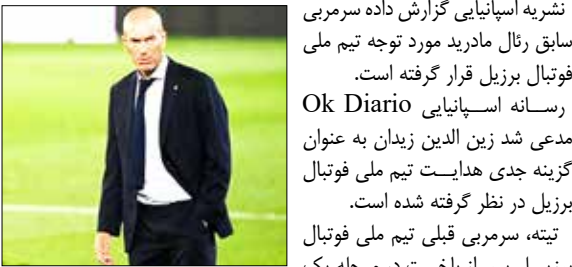 نشریه اسپانیایی گزارش داده سرمربی
سابق رئال مادرید مورد توجه تیم ملی
فوتبال برزیل قرار گرفته است.
رسانه اسپانیایی Ok Diario
مدعی شد زین الدین زیدان به عنوان
گزینه جدی هدایت تیم ملی فوتبال
برزیل در نظر گرفته شده است.
تیته، سرمربی قبلی تیم ملی فوتبال